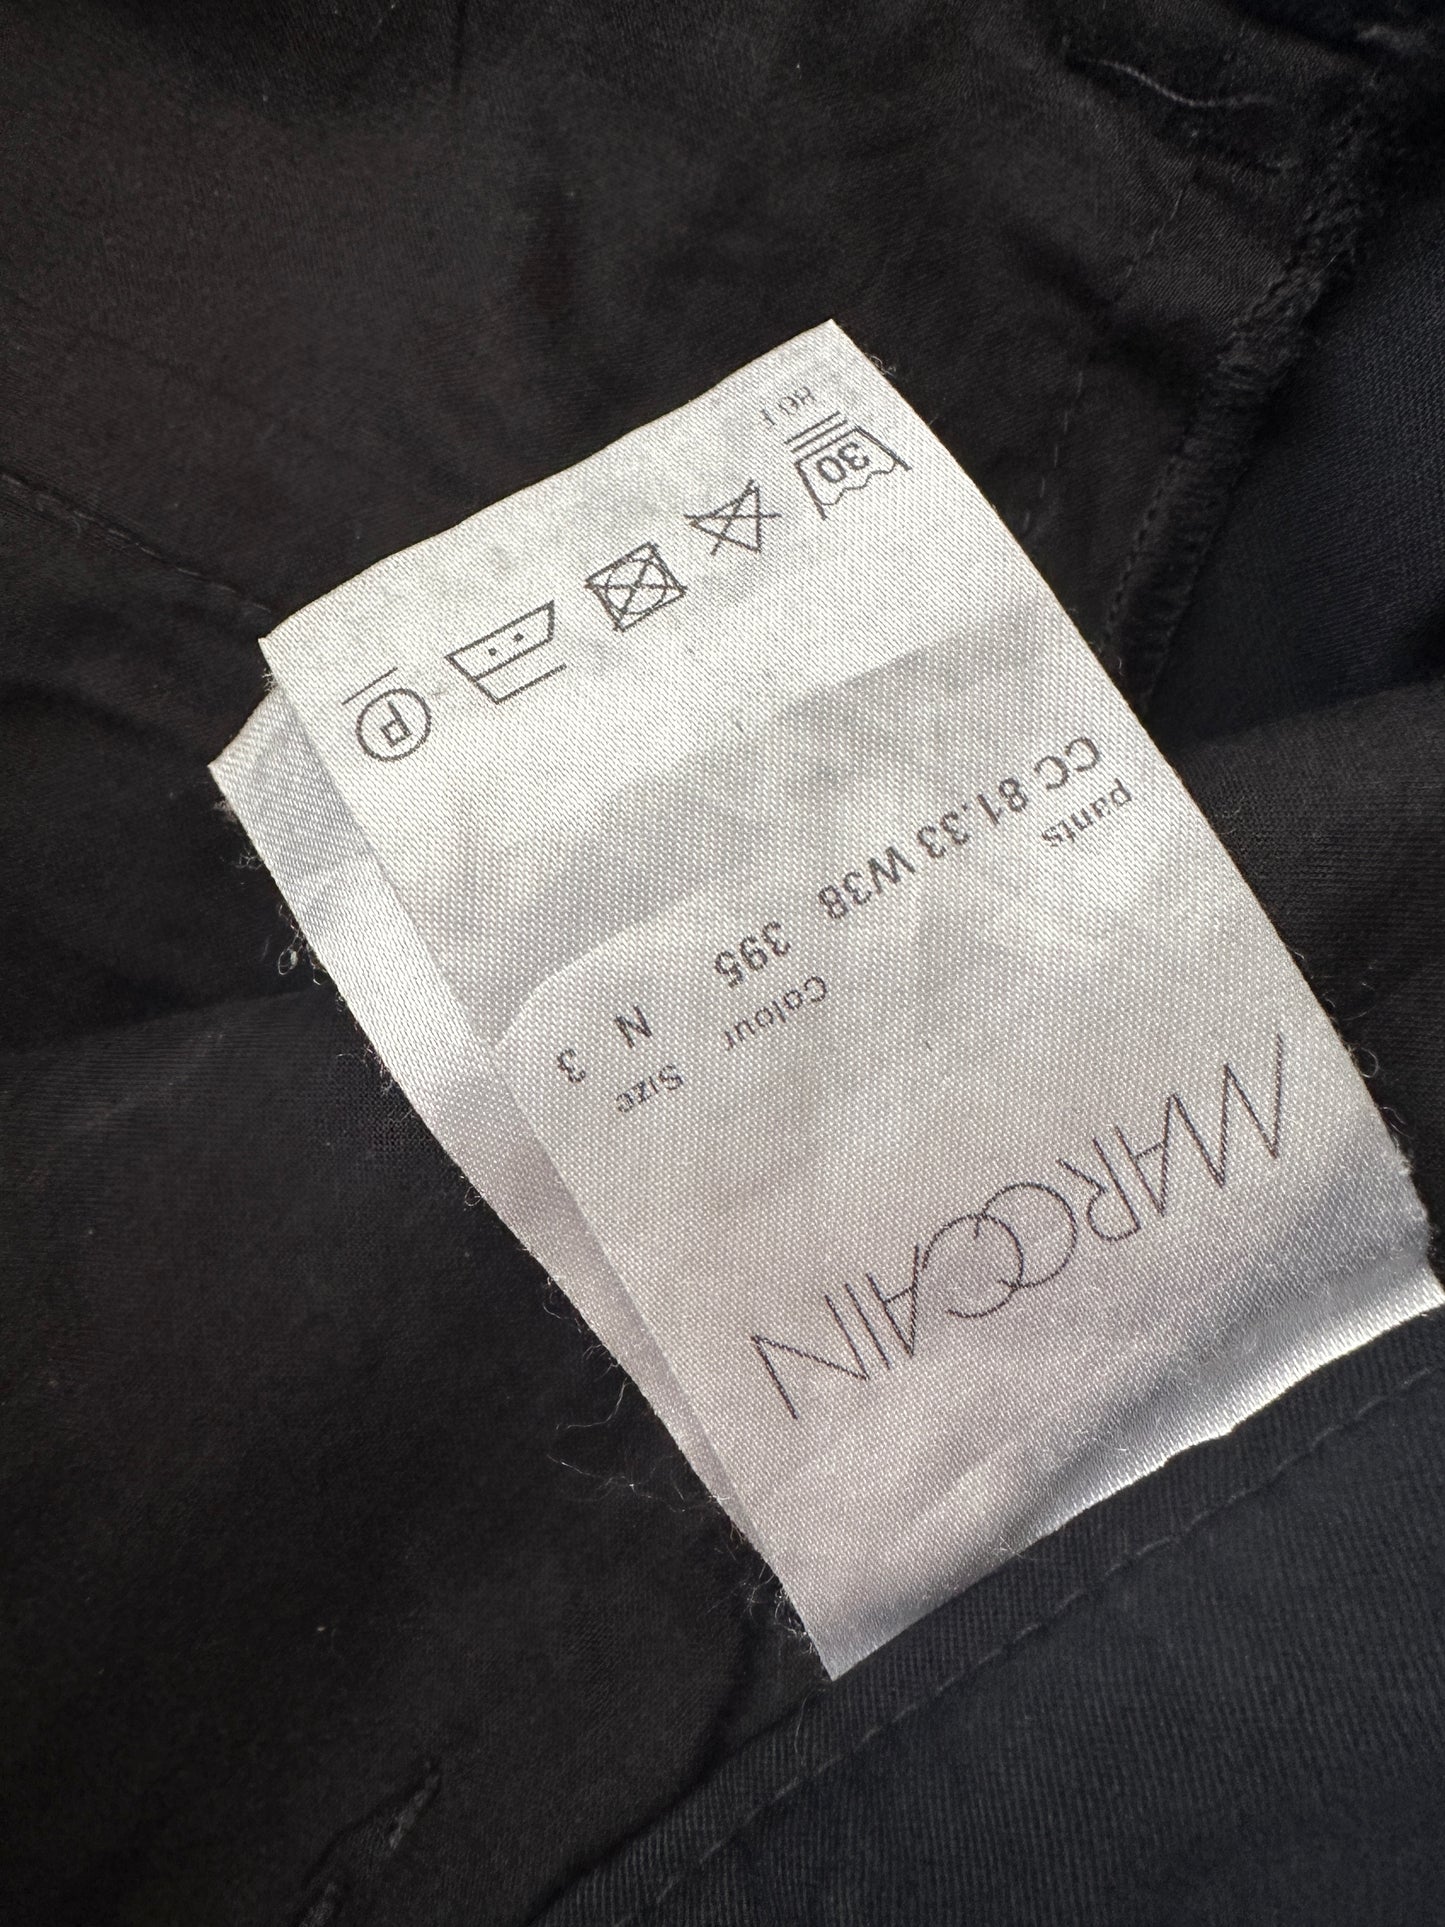 MARCCAIN
Size Colour pants
3 N 395 CC 81.33 W38
30
P